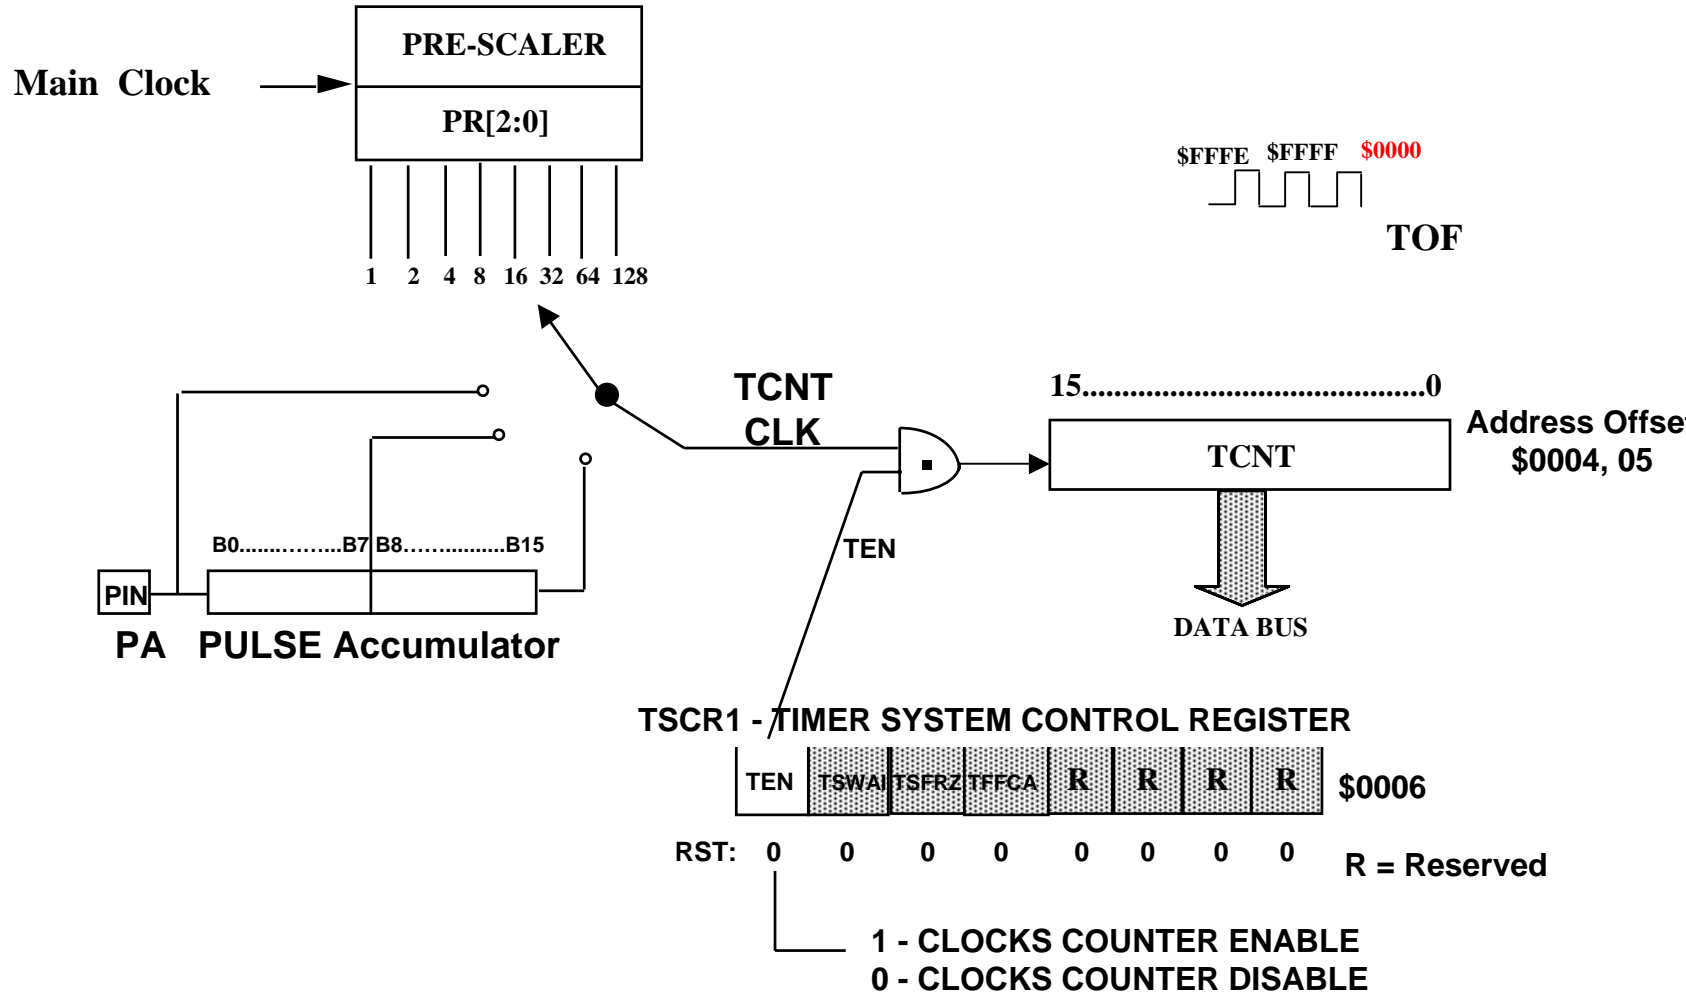 PRE-SCALER
Main Clock
PR[2:0]
1 2 4 8 16 32 64 128
$FFFE $FFFF $0000
TOF
TCNT
CLK
15..........................................0
TCNT
Address Offset
$0004, 05
TEN
B0.......……...B7 B8……...........B15
PIN
PA PULSE Accumulator
DATA BUS
TSCR1 - TIMER SYSTEM CONTROL REGISTER
TEN TSWAI TSFRZ TFFCA R R R R $0006
RST: 0 0 0 0 0 0 0 0
R = Reserved
1 - CLOCKS COUNTER ENABLE
0 - CLOCKS COUNTER DISABLE